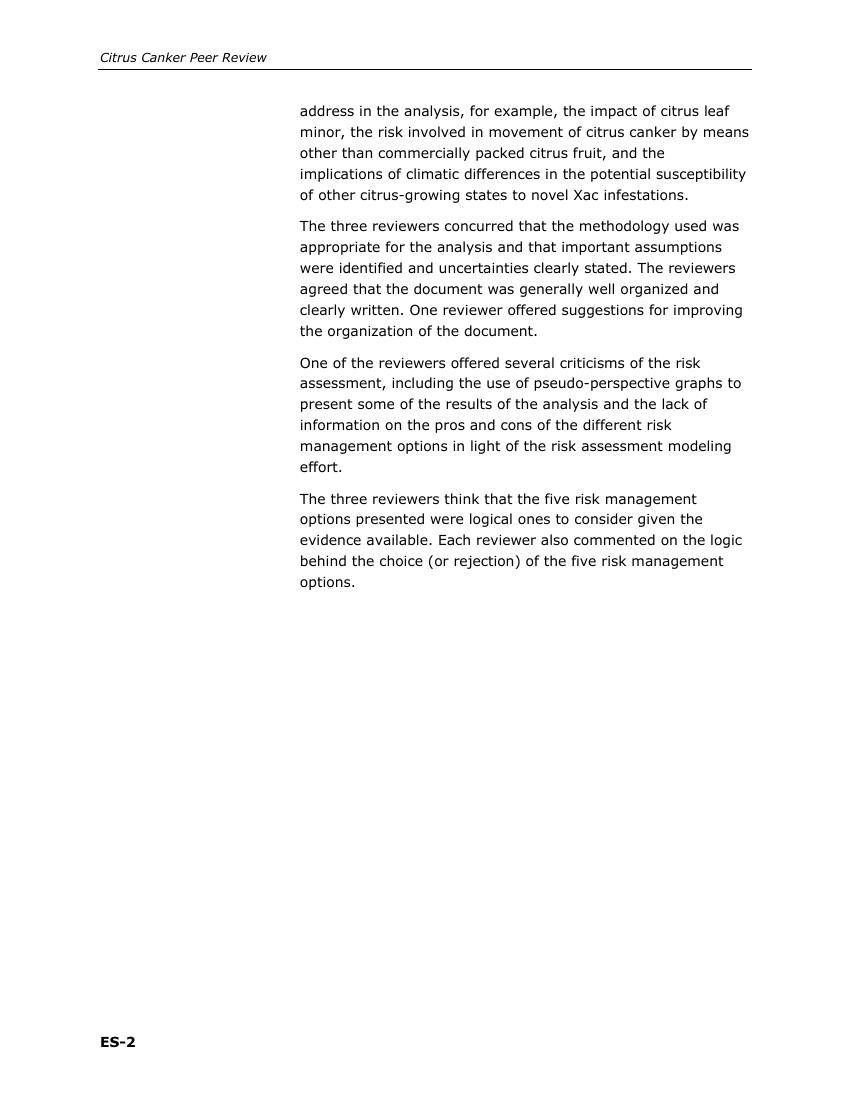 Citrus Canker Peer Review
address in the analysis, for example, the impact of citrus leaf
minor, the risk involved in movement of citrus canker by means
other than commercially packed citrus fruit, and the
implications of climatic differences in the potential susceptibility
of other citrus-growing states to novel Xac infestations.
The three reviewers concurred that the methodology used was
appropriate for the analysis and that important assumptions
were identified and uncertainties clearly stated. The reviewers
agreed that the document was generally well organized and
clearly written. One reviewer offered suggestions for improving
the organization of the document.
One of the reviewers offered several criticisms of the risk
assessment, including the use of pseudo-perspective graphs to
present some of the results of the analysis and the lack of
information on the pros and cons of the different risk
management options in light of the risk assessment modeling
effort.
The three reviewers think that the five risk management
options presented were logical ones to consider given the
evidence available. Each reviewer also commented on the logic
behind the choice (or rejection) of the five risk management
options.
ES-2